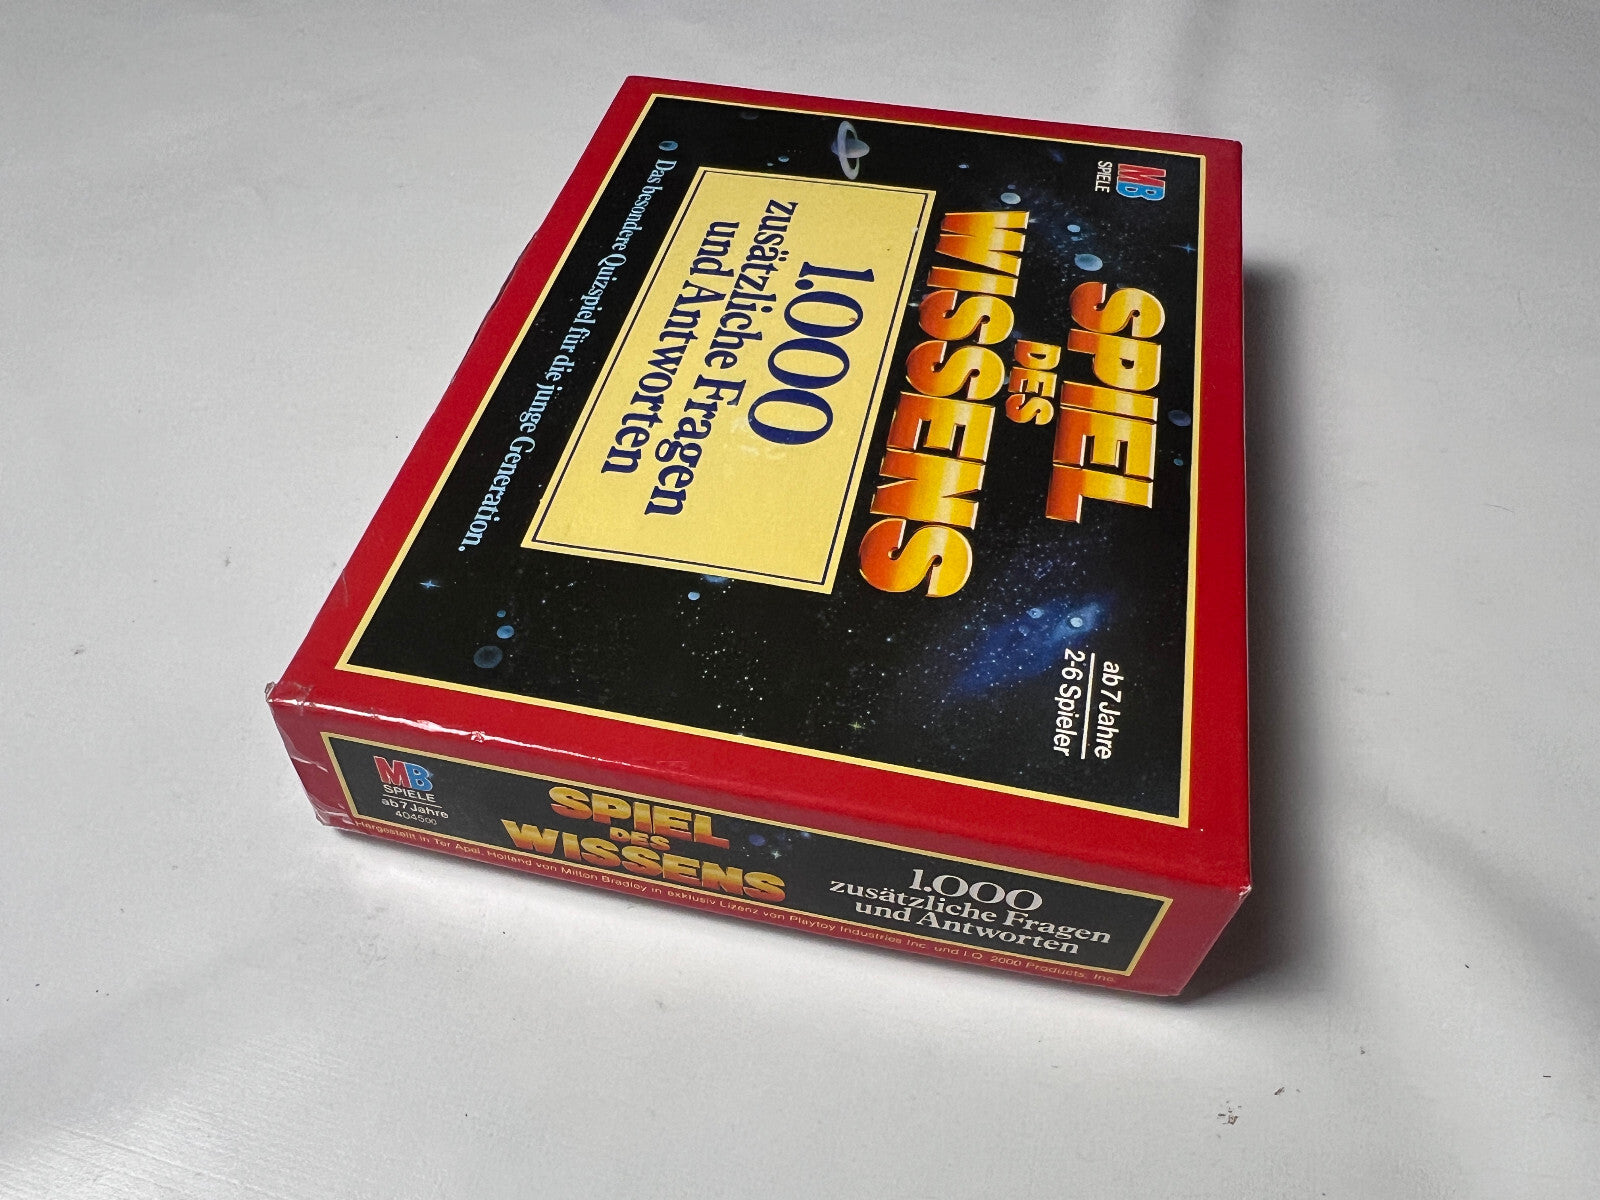 MB
SPIELE
SPIEL
DES
WISSENS
ab 7 Jahre
2-6 Spieler
1.000
zusätzliche Fragen
und Antworten
Das besondere Quizspiel für die junge Generation.
MB
SPIELE
ab 7 Jahre
404500
SPIEL
DES
WISSENS
1.000
zusätzliche Fragen
und Antworten
Hergestellt in Ter Apel, Holland von Milton Bradley in exklusiv Lizenz von Playtoy Industries Inc. und I.Q. 2000 Products, Inc.